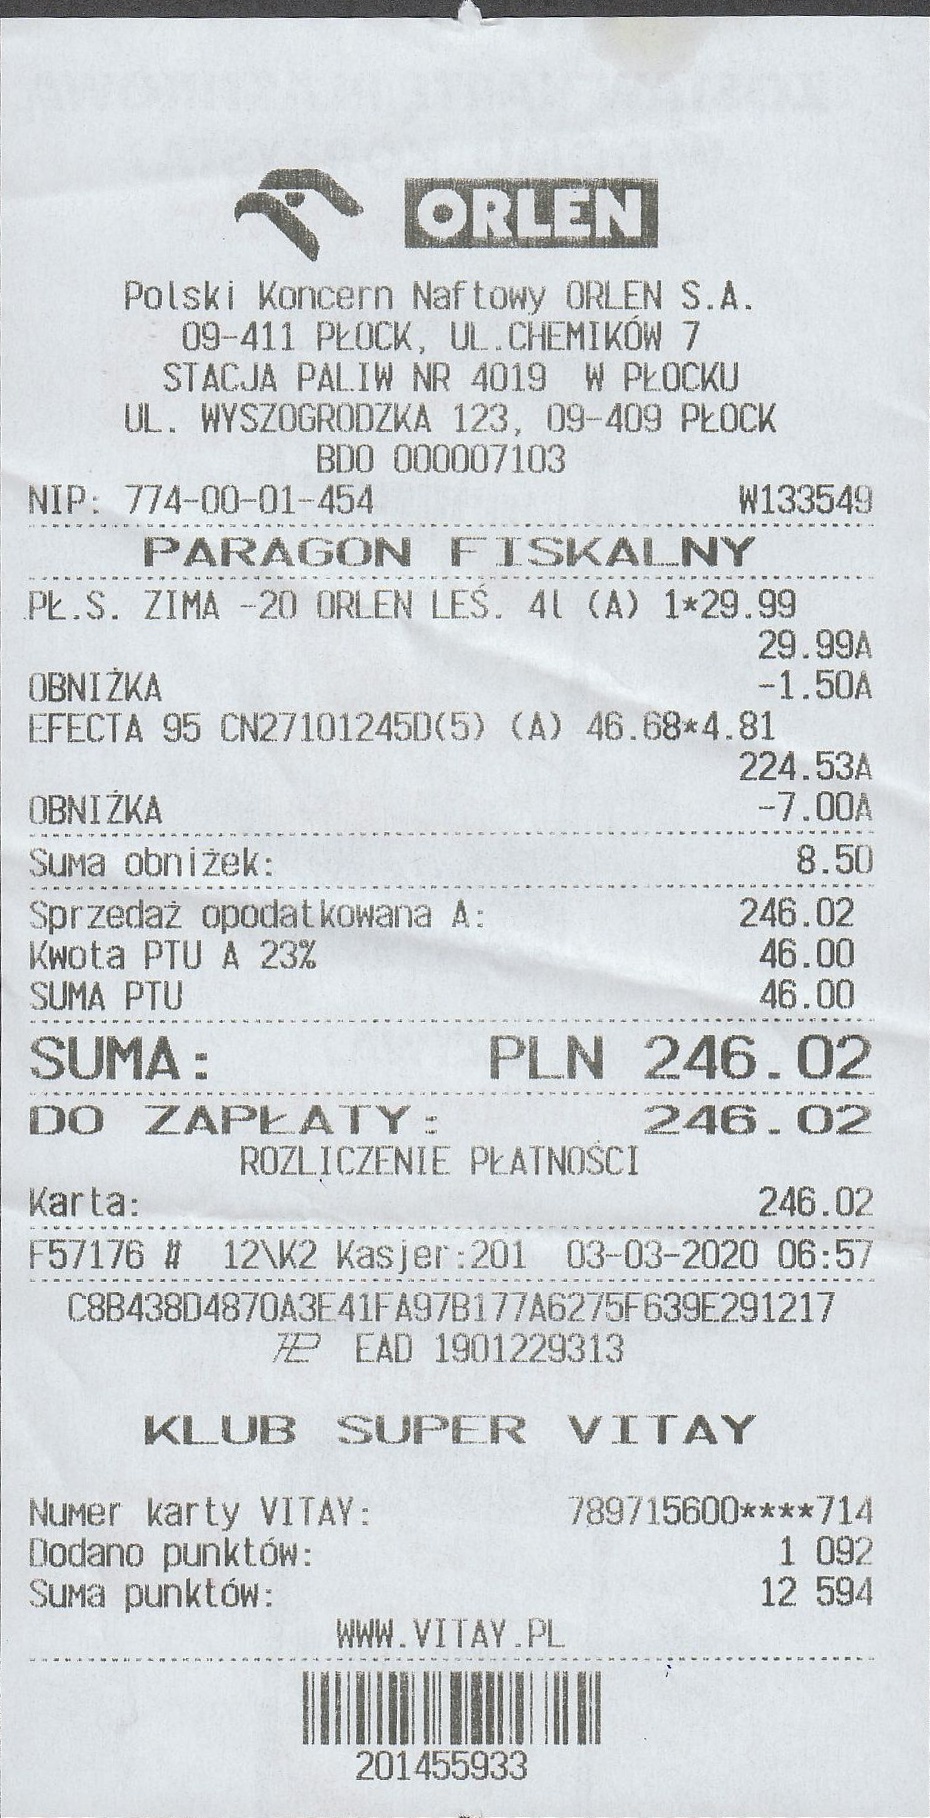 ORLEN
Polski Koncern Naftowy ORLEN S.A.
09-411 PŁOCK, UL.CHEMIKÓW 7
STACJA PALIW NR 4019 W PŁOCKU
UL. WYSZOGRODZKA 123, 09-409 PŁOCK
BDO 000007103
NIP: 774-00-01-454 W133549
PARAGON FISKALNY
PŁ.S. ZIMA -20 ORLEN LEŚ. 4l (A) 1*29.99
29.99A
OBNIŻKA -1.50A
EFECTA 95 CN27101245D(5) (A) 46.68*4.81
224.53A
OBNIŻKA -7.00A
Suma obniżek: 8.50
Sprzedaż opodatkowana A: 246.02
Kwota PTU A 23% 46.00
SUMA PTU 46.00
SUMA: PLN 246.02
DO ZAPŁATY: 246.02
ROZLICZENIE PŁATNOŚCI
Karta: 246.02
F57176 # 12\K2 Kasjer:201 03-03-2020 06:57
C8B438D4870A3E41FA97B177A6275F639E291217
EAD 1901229313
KLUB SUPER VITAY
Numer karty VITAY: 789715600****714
Dodano punktów: 1 092
Suma punktów: 12 594
WWW.VITAY.PL
201455933